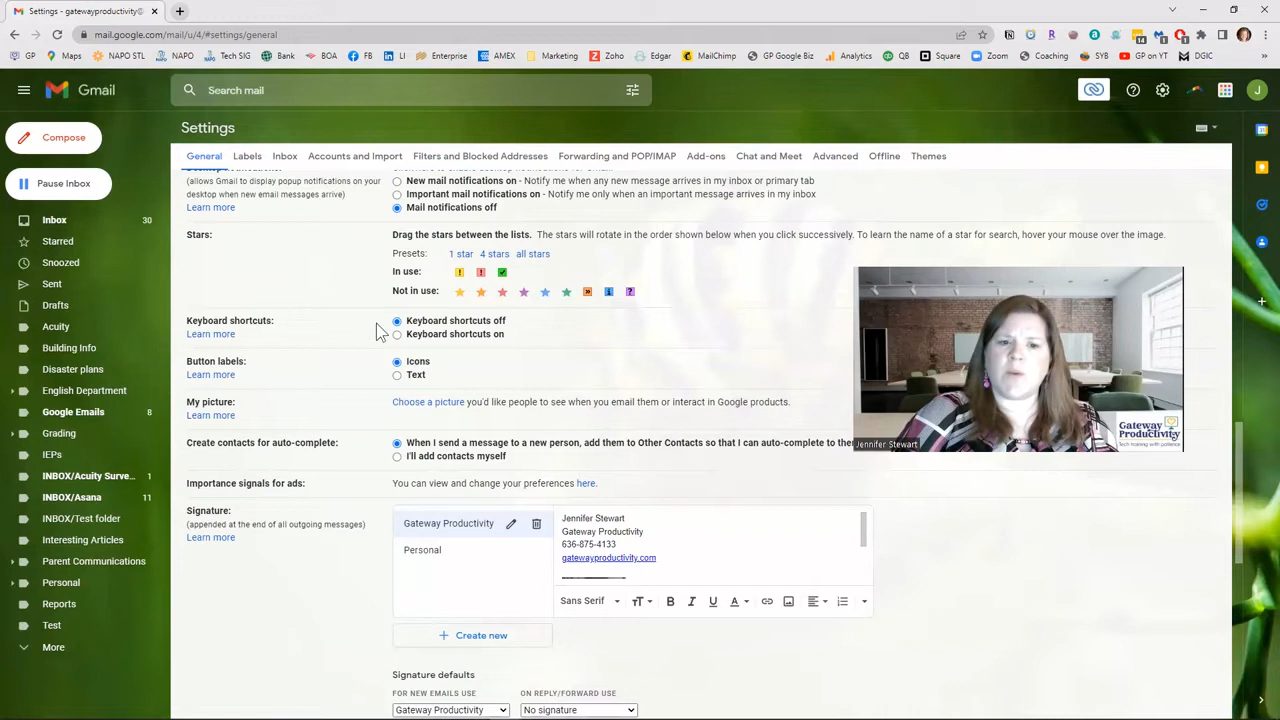 Settings - gatewayproductivity@
mail.google.com/mail/u/4/#settings/general
GP
NAPO STL
NAPO
Tech SIG
Bank
BOA
FB
LI
Enterprise
AMEX
Marketing
Zoho
Edgar
MailChimp
GP Google Biz
Analytics
QB
Square
Zoom
Coaching
SYB
GP on YT
DGIC
Gmail
Search mail
J
Settings
Compose
Pause Inbox
General Labels Inbox Accounts and Import Filters and Blocked Addresses Forwarding and POP/IMAP Add-ons Chat and Meet Advanced Offline Themes
Inbox 30
Starred
Snoozed
Sent
Drafts
Acuity
Building Info
Disaster plans
English Department
Google Emails 8
Grading
IEPs
INBOX/Acuity Surve... 1
INBOX/Asana 11
INBOX/Test folder
Interesting Articles
Parent Communications
Personal
Reports
Test
More
(allows Gmail to display popup notifications on your
desktop when new email messages arrive)
Learn more
New mail notifications on - Notify me when any new message arrives in my inbox or primary tab
Important mail notifications on - Notify me only when an important message arrives in my inbox
Mail notifications off
Stars:
Drag the stars between the lists. The stars will rotate in the order shown below when you click successively. To learn the name of a star for search, hover your mouse over the image.
Presets: 1 star 4 stars all stars
In use:
Not in use:
Keyboard shortcuts:
Learn more
Keyboard shortcuts off
Keyboard shortcuts on
Button labels:
Learn more
Icons
Text
My picture:
Learn more
Choose a picture you'd like people to see when you email them or interact in Google products.
Create contacts for auto-complete:
When I send a message to a new person, add them to Other Contacts so that I can auto-complete to ther
I'll add contacts myself
Importance signals for ads:
You can view and change your preferences here.
Signature:
(appended at the end of all outgoing messages)
Learn more
Gateway Productivity
Personal
Jennifer Stewart
Gateway Productivity
636-875-4133
gatewayproductivity.com
Sans Serif
+ Create new
Signature defaults
FOR NEW EMAILS USE
Gateway Productivity
ON REPLY/FORWARD USE
No signature
Jennifer Stewart
Gateway
Productivity
Tech training with patience